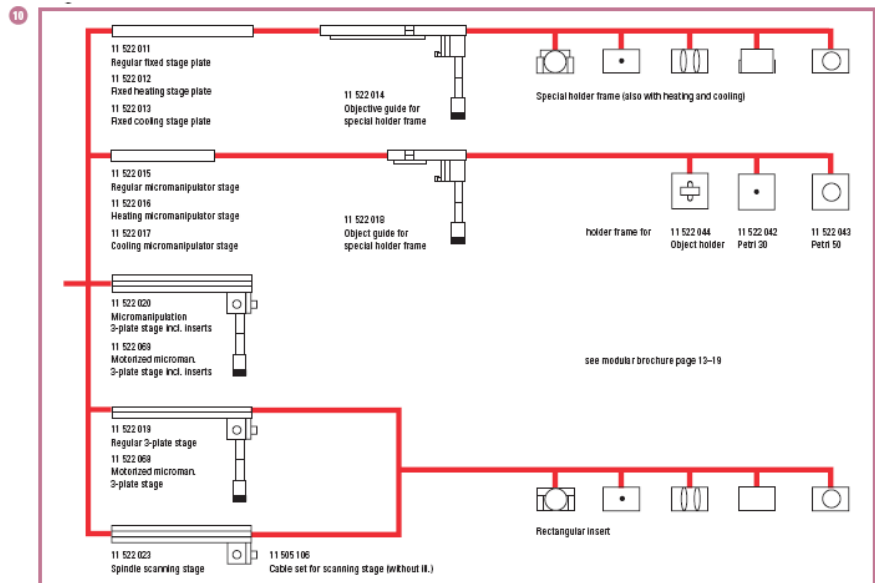 10
11 522 011
Regular fixed stage plate
11 522 012
Fixed heating stage plate
11 522 013
Fixed cooling stage plate
11 522 014
Objective guide for
special holder frame
Special holder frame (also with heating and cooling)
11 522 015
Regular micromanipulator stage
11 522 016
Heating micromanipulator stage
11 522 017
Cooling micromanipulator stage
11 522 018
Object guide for
special holder frame
holder frame for
11 522 044
Object holder
11 522 042
Petri 30
11 522 043
Petri 50
11 522 020
Micromanipulation
3-plate stage incl. inserts
11 522 069
Motorized microman.
3-plate stage incl. inserts
see modular brochure page 13–19
11 522 019
Regular 3-plate stage
11 522 068
Motorized microman.
3-plate stage
Rectangular insert
11 522 023
Spindle scanning stage
11 505 106
Cable set for scanning stage (without ill.)